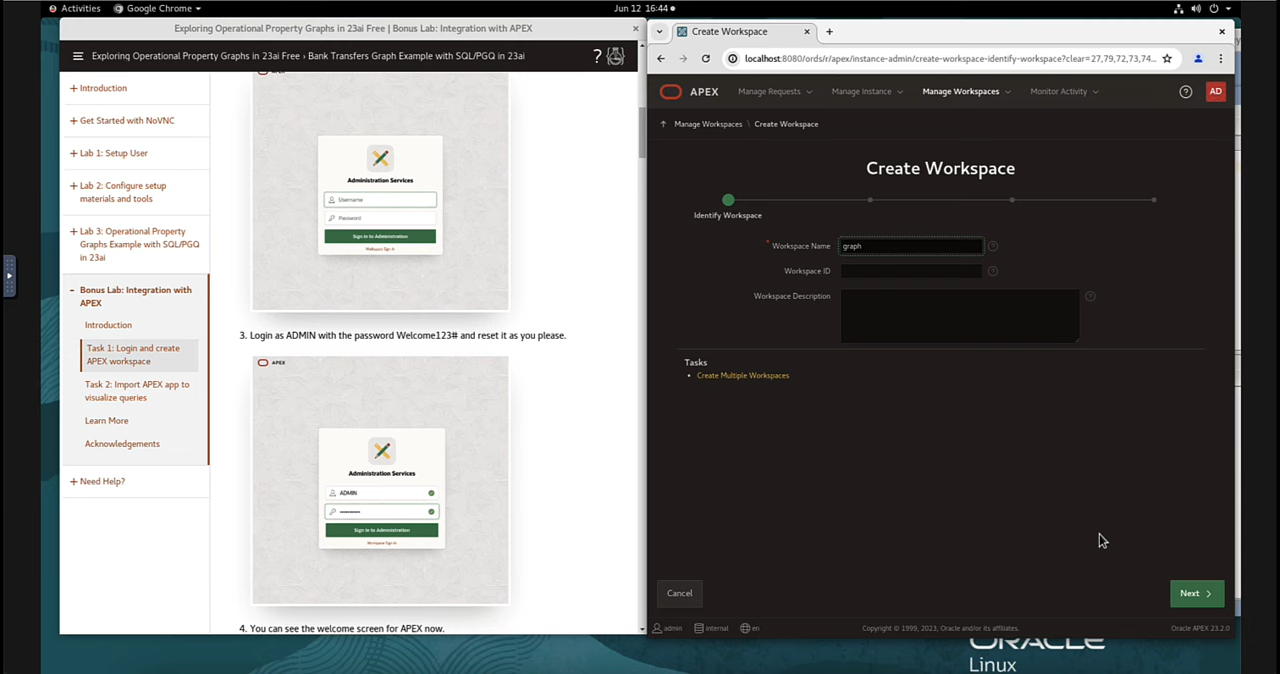 Activities
Google Chrome
Jun 12 16:44
Exploring Operational Property Graphs in 23ai Free | Bonus Lab: Integration with APEX
Exploring Operational Property Graphs in 23ai Free › Bank Transfers Graph Example with SQL/PGQ in 23ai
?
+ Introduction
+ Get Started with NoVNC
+ Lab 1: Setup User
+ Lab 2: Configure setup
materials and tools
+ Lab 3: Operational Property
Graphs Example with SQL/PGQ
in 23ai
- Bonus Lab: Integration with
APEX
Introduction
Task 1: Login and create
APEX workspace
Task 2: Import APEX app to
visualize queries
Learn More
Acknowledgements
+ Need Help?
Administration Services
Username
Password
Sign in to Administration
Workspace Sign-in
3. Login as ADMIN with the password Welcome123# and reset it as you please.
APEX
Administration Services
ADMIN
Sign in to Administration
Workspace Sign-in
4. You can see the welcome screen for APEX now.
Create Workspace
localhost:8080/ords/r/apex/instance-admin/create-workspace-identify-workspace?clear=27,79,72,73,74...
APEX
Manage Requests
Manage Instance
Manage Workspaces
Monitor Activity
AD
Manage Workspaces \ Create Workspace
Create Workspace
Identify Workspace
* Workspace Name
graph
Workspace ID
Workspace Description
Tasks
• Create Multiple Workspaces
Cancel
Next
admin
internal
en
Copyright © 1999, 2023, Oracle and/or its affiliates.
Oracle APEX 23.2.0
ORACLE
Linux